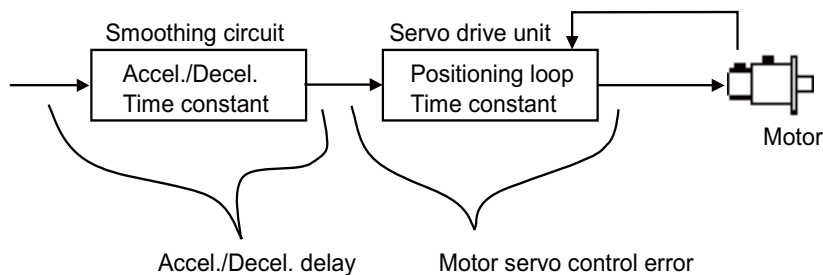 Smoothing circuit
Servo drive unit
Accel./Decel.
Time constant
Positioning loop
Time constant
Motor
Accel./Decel. delay
Motor servo control error